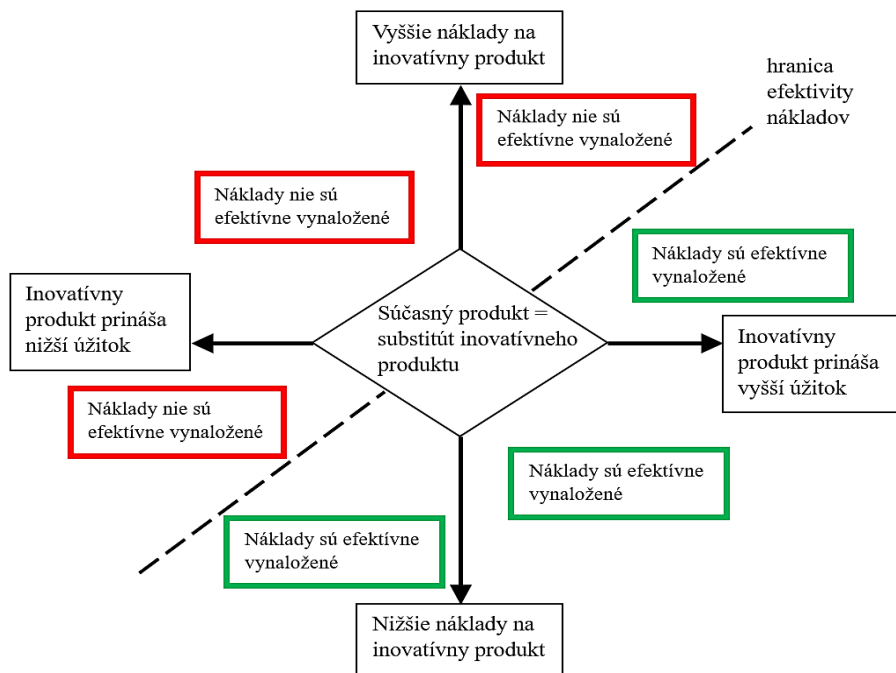 Vyššie náklady na
inovatívny produkt
hranica
efektivity
nákladov
Náklady nie sú
efektívne vynaložené
Náklady nie sú
efektívne vynaložené
Náklady sú efektívne
vynaložené
Inovatívny
produkt prináša
nižší úžitok
Súčasný produkt =
substitút inovatívneho
produktu
Inovatívny
produkt prináša
vyšší úžitok
Náklady nie sú
efektívne vynaložené
Náklady sú efektívne
vynaložené
Náklady sú efektívne
vynaložené
Nižšie náklady na
inovatívny produkt